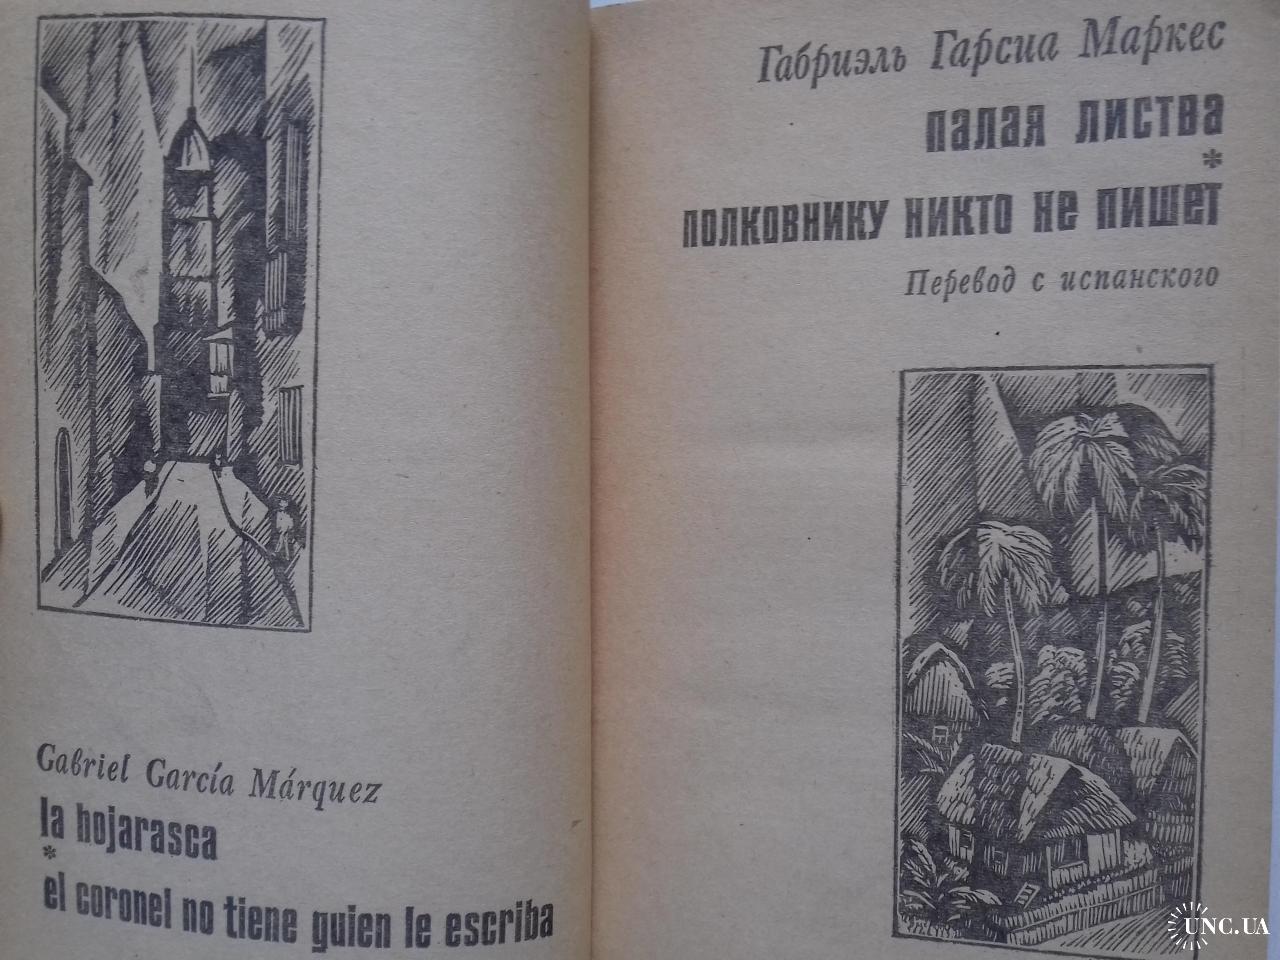 Gabriel García Márquez
la hojarasca
*
el coronel no tiene guien le escriba
Габриэль Гарсиа Маркес
палая листва
*
полковнику никто не пишет
Перевод с испанского
UNC.UA